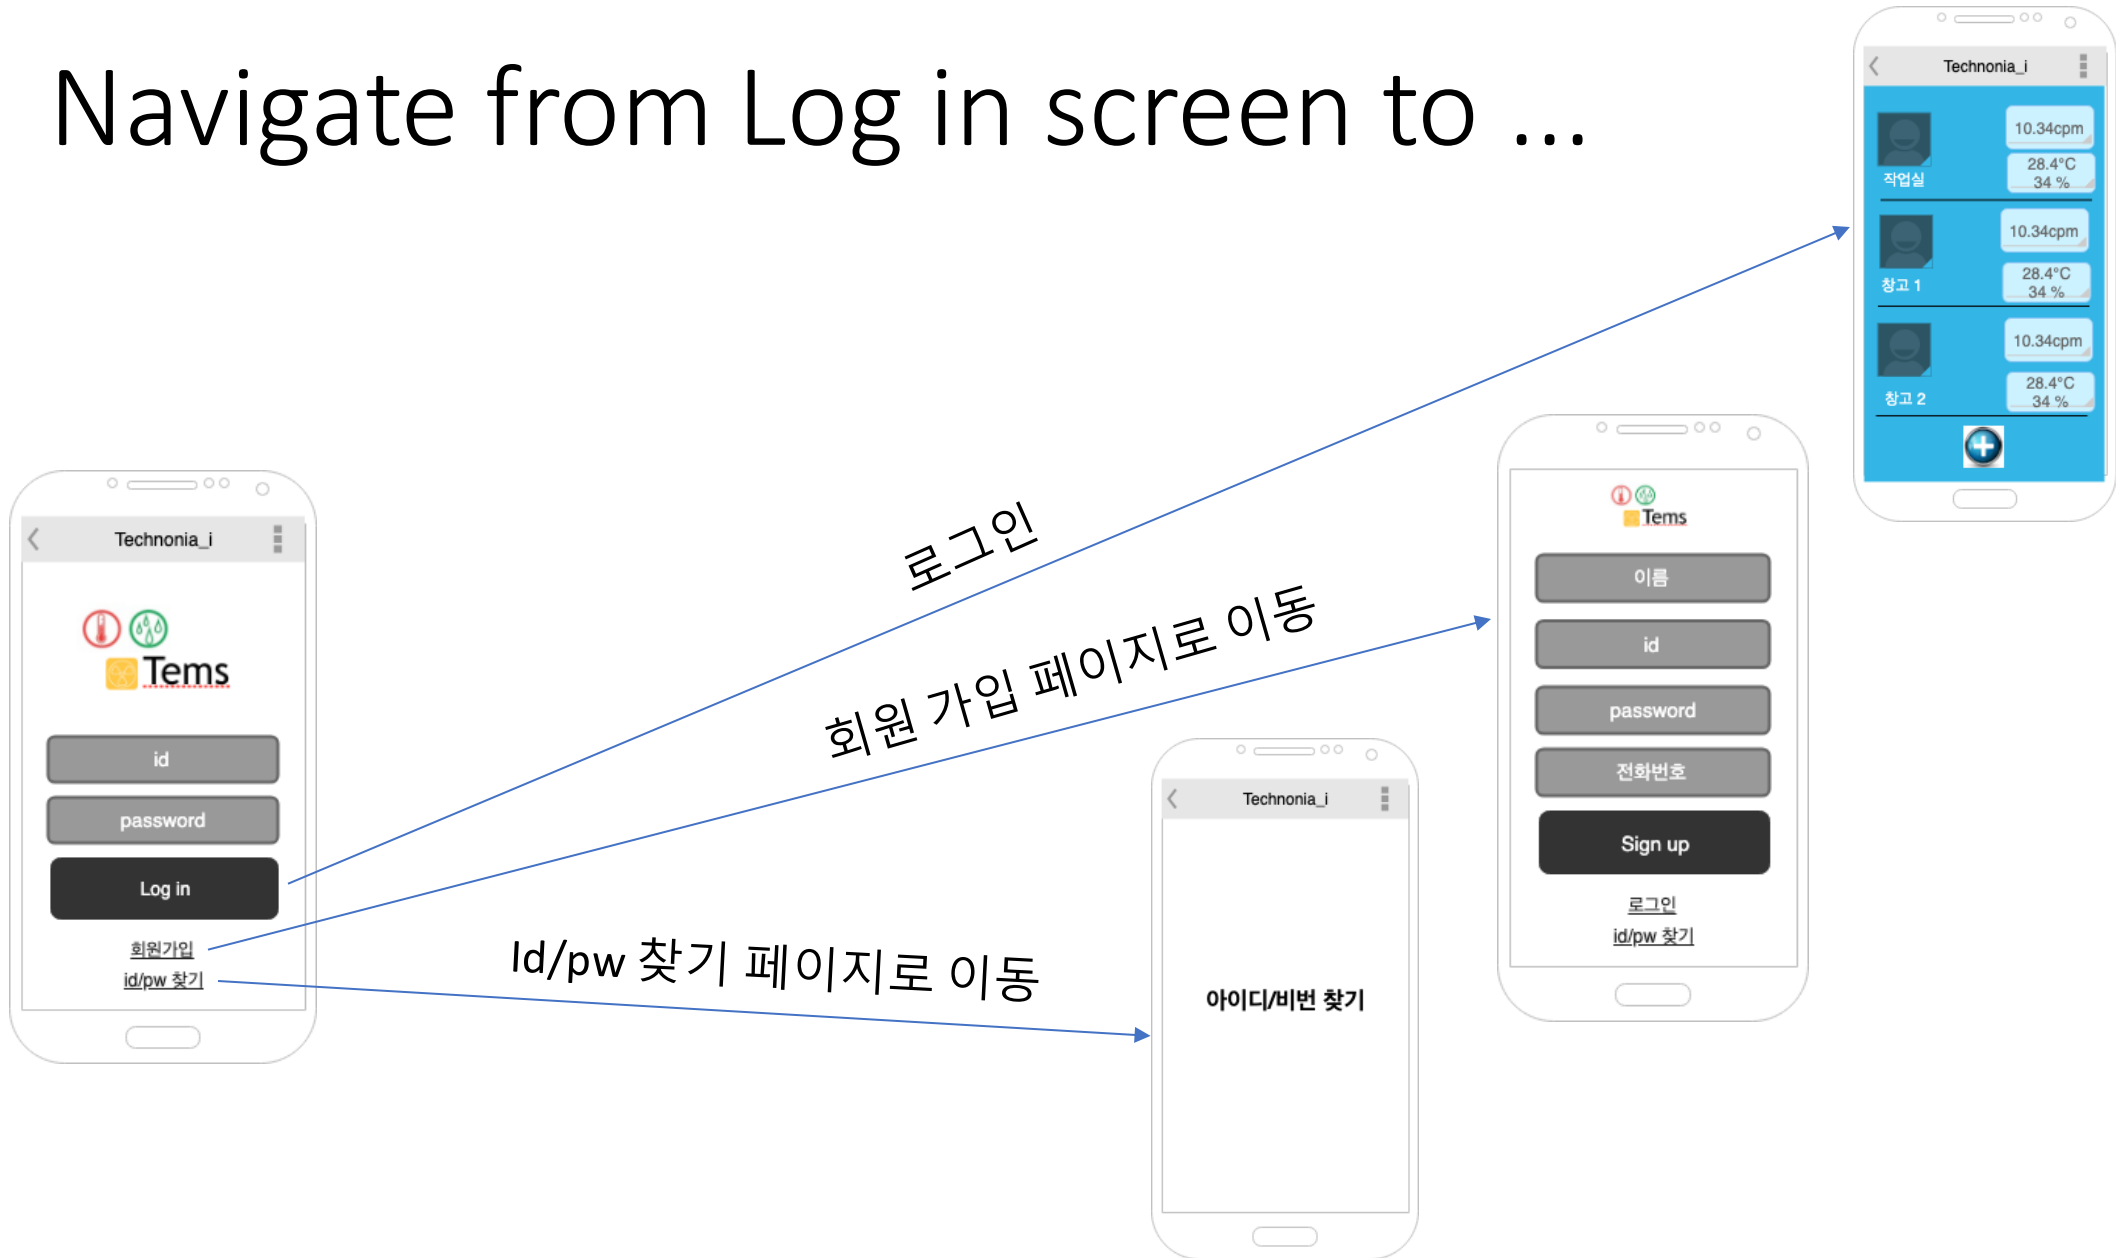 Navigate from Log in screen to ...
Technonia_i
10.34cpm
28.4°C
34 %
작업실
10.34cpm
28.4°C
34 %
창고 1
10.34cpm
28.4°C
34 %
창고 2
로그인
회원 가입 페이지로 이동
Id/pw 찾기 페이지로 이동
Technonia_i
Tems
id
password
Log in
회원가입
id/pw 찾기
Technonia_i
아이디/비번 찾기
Tems
이름
id
password
전화번호
Sign up
로그인
id/pw 찾기